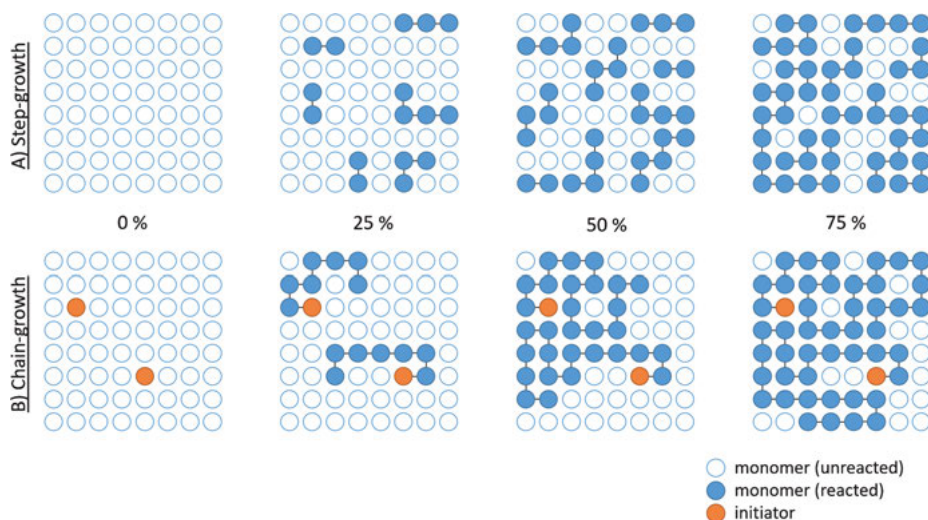 A) Step-growth
0 %
25 %
50 %
75 %
B) Chain-growth
monomer (unreacted)
monomer (reacted)
initiator